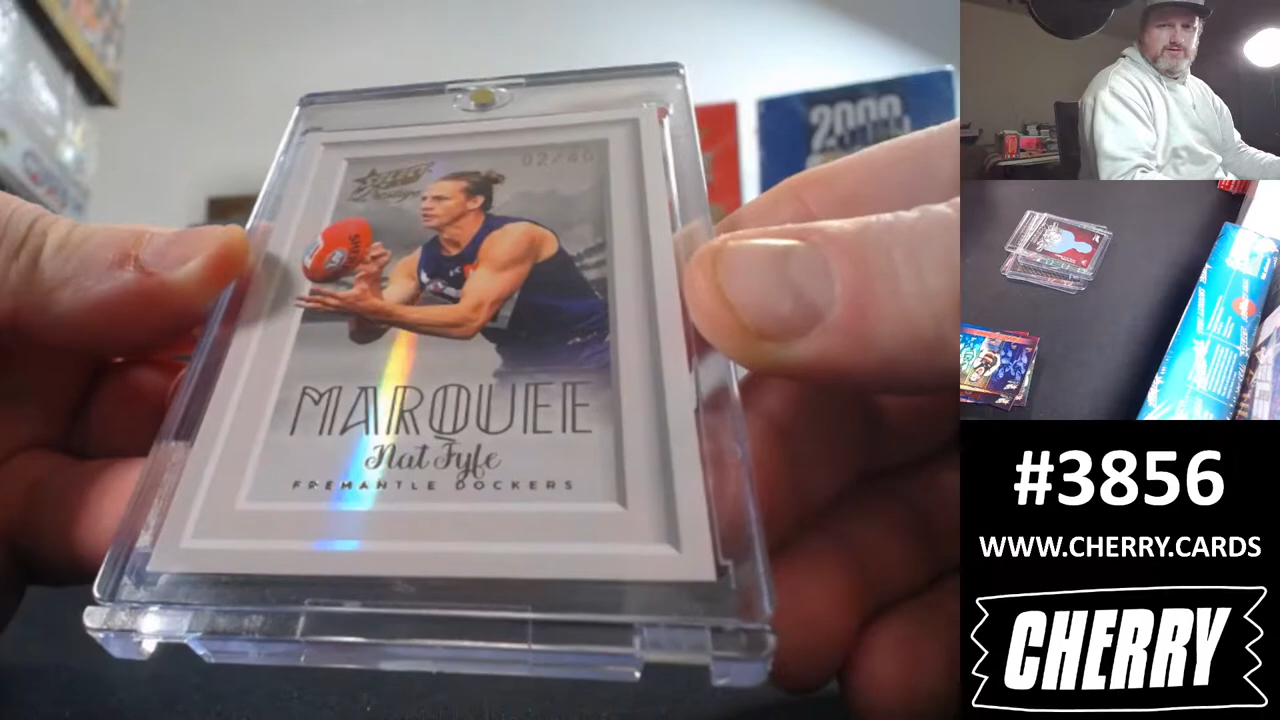 02/40
MARQUEE
Nat Fyfe
FREMANTLE DOCKERS
#3856
WWW.CHERRY.CARDS
CHERRY